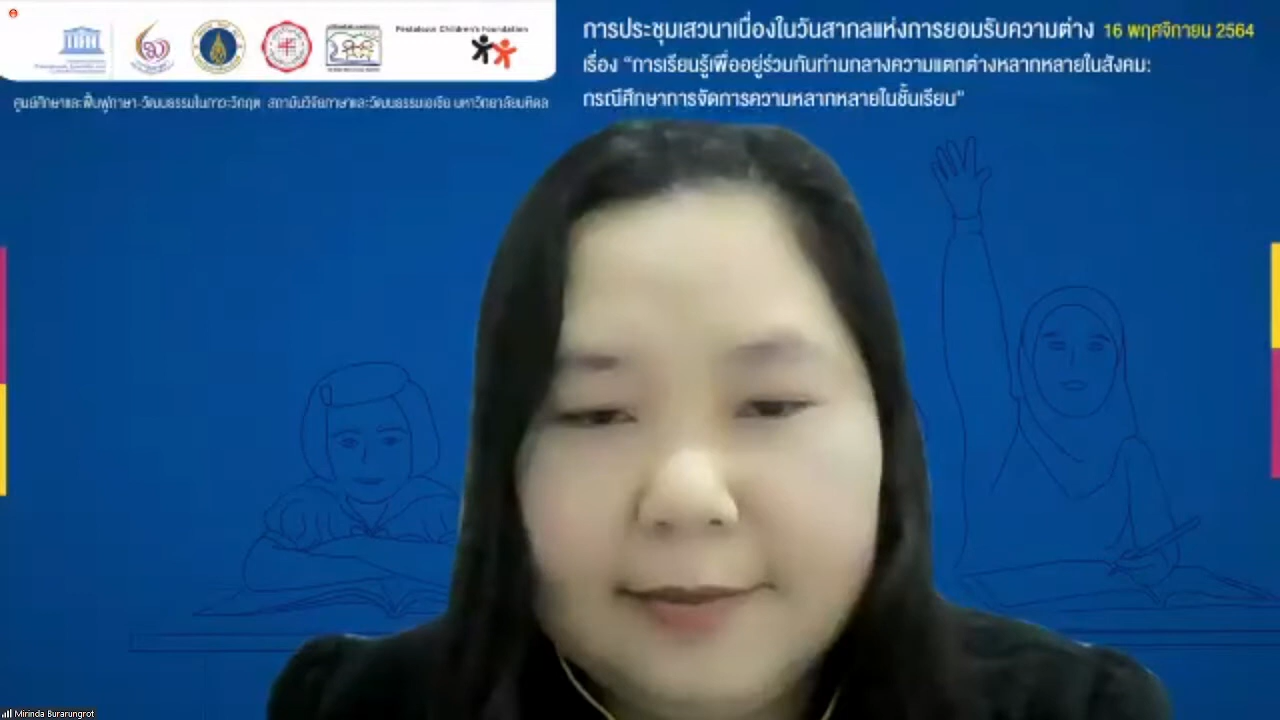 Pestalozzi Children's Foundation
การประชุมเสวนาเนื่องในวันสากลแห่งการยอมรับความต่าง 16 พฤศจิกายน 2564
เรื่อง "การเรียนรู้เพื่ออยู่ร่วมกันท่ามกลางความแตกต่างหลากหลายในสังคม:
กรณีศึกษาการจัดการความหลากหลายในชั้นเรียน"
ศูนย์ศึกษาและฟื้นฟูภาษา-วัฒนธรรมในภาวะวิกฤต สถาบันวิจัยภาษาและวัฒนธรรมเอเชีย มหาวิทยาลัยมหิดล
Mirinda Burarungrot